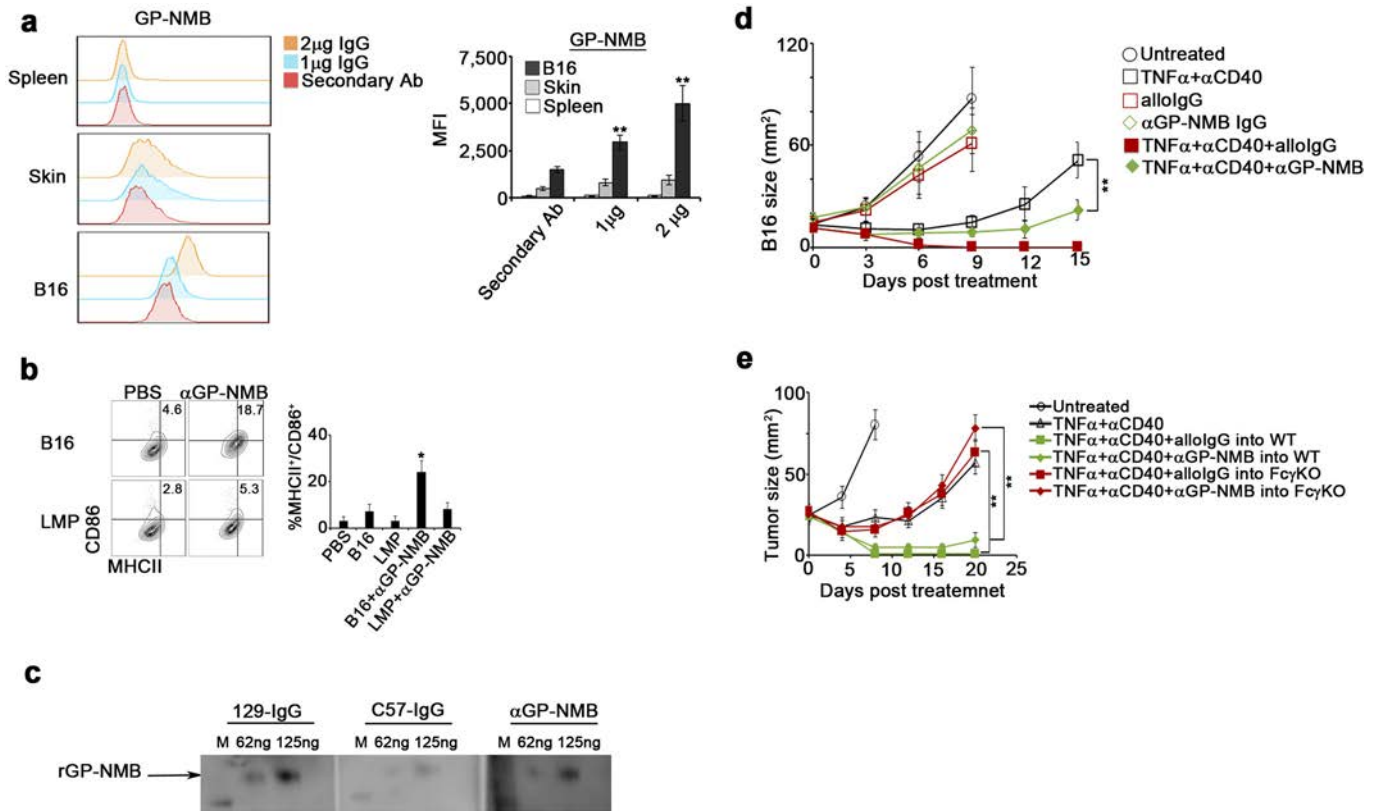 a
GP-NMB
Spleen
Skin
B16
2µg IgG
1µg IgG
Secondary Ab
GP-NMB
B16
Skin
Spleen
MFI
7,500
5,000
2,500
0
**
**
Secondary Ab
1µg
2 µg
b
PBS αGP-NMB
B16
4.6
18.7
LMP
2.8
5.3
CD86
MHCII
%MHCII⁺/CD86⁺
40
20
0
*
PBS
B16
LMP
B16+αGP-NMB
LMP+αGP-NMB
c
129-IgG C57-IgG αGP-NMB
M 62ng 125ng M 62ng 125ng M 62ng 125ng
rGP-NMB
d
B16 size (mm²)
120
60
0
0 3 6 9 12 15
Days post treatment
**
Untreated
TNFα+αCD40
alloIgG
αGP-NMB IgG
TNFα+αCD40+alloIgG
TNFα+αCD40+αGP-NMB
e
Tumor size (mm²)
100
50
0
0 5 10 15 20 25
Days post treatemnet
**
**
Untreated
TNFα+αCD40
TNFα+αCD40+alloIgG into WT
TNFα+αCD40+αGP-NMB into WT
TNFα+αCD40+alloIgG into FcγKO
TNFα+αCD40+αGP-NMB into FcγKO